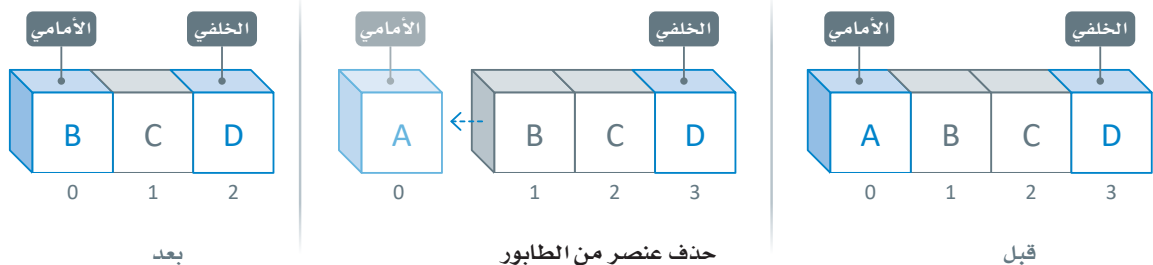 الأمامي
الخلفي
A B C D
0 1 2 3
قبل
الأمامي
الخلفي
A B C D
0 1 2 3
حذف عنصر من الطابور
الأمامي
الخلفي
B C D
0 1 2
بعد